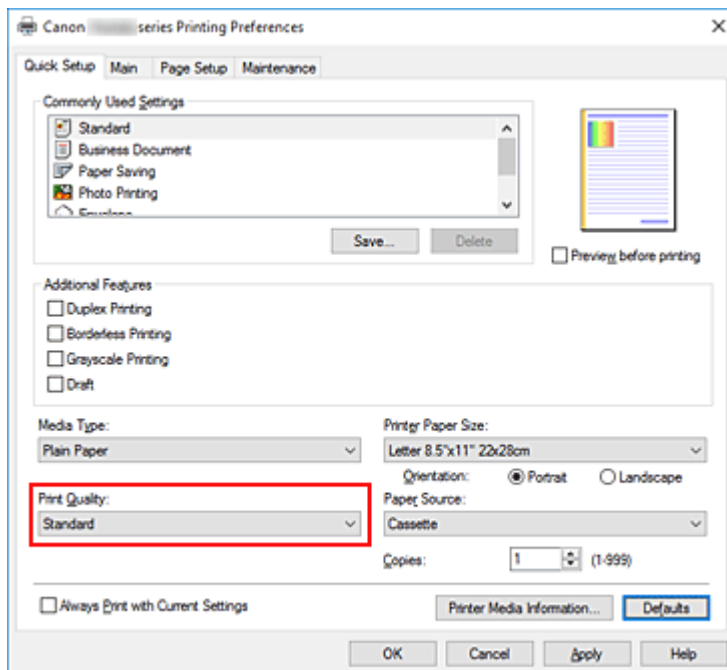 Canon series Printing Preferences
Quick Setup Main Page Setup Maintenance
Commonly Used Settings
Standard
Business Document
Paper Saving
Photo Printing
Envelope
Save... Delete
Preview before printing
Additional Features
Duplex Printing
Borderless Printing
Grayscale Printing
Draft
Media Type:
Plain Paper
Printer Paper Size:
Letter 8.5"x11" 22x28cm
Orientation: Portrait Landscape
Print Quality:
Standard
Paper Source:
Cassette
Copies: 1 (1-999)
Always Print with Current Settings
Printer Media Information... Defaults
OK Cancel Apply Help